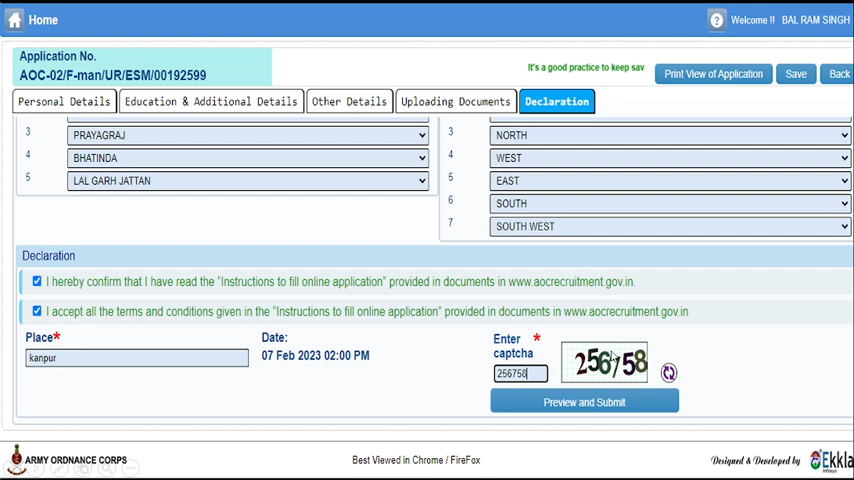 Home
Welcome !! BAL RAM SINGH
Application No.
AOC-02/F-man/UR/ESM/00192599
It's a good practice to keep sav
Print View of Application
Save
Back
Personal Details
Education & Additional Details
Other Details
Uploading Documents
Declaration
3 PRAYAGRAJ
4 BHATINDA
5 LAL GARH JATTAN
3 NORTH
4 WEST
5 EAST
6 SOUTH
7 SOUTH WEST
Declaration
I hereby confirm that I have read the "Instructions to fill online application" provided in documents in www.aocrecruitment.gov.in.
I accept all the terms and conditions given in the "Instructions to fill online application" provided in documents in www.aocrecruitment.gov.in
Place*
kanpur
Date:
07 Feb 2023 02:00 PM
Enter captcha *
256758
256758
Preview and Submit
ARMY ORDNANCE CORPS
Best Viewed in Chrome / FireFox
Designed & Developed by
Ekkla
Infosys